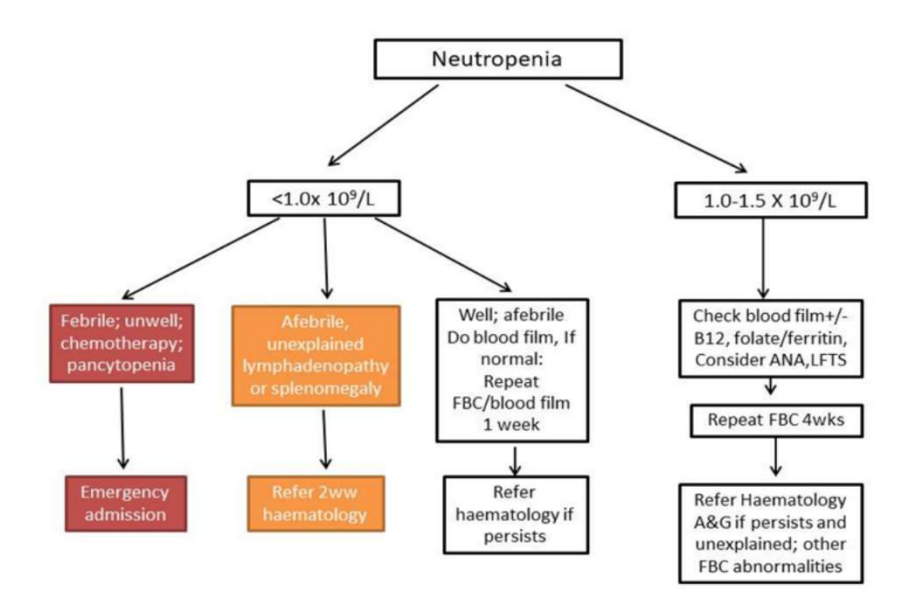 Neutropenia
<1.0x 10⁹/L
1.0-1.5 X 10⁹/L
Febrile; unwell;
chemotherapy;
pancytopenia
Afebrile,
unexplained
lymphadenopathy
or splenomegaly
Well; afebrile
Do blood film, If
normal:
Repeat
FBC/blood film
1 week
Check blood film+/-
B12, folate/ferritin,
Consider ANA,LFTS
Repeat FBC 4wks
Emergency
admission
Refer 2ww
haematology
Refer
haematology if
persists
Refer Haematology
A&G if persists and
unexplained; other
FBC abnormalities